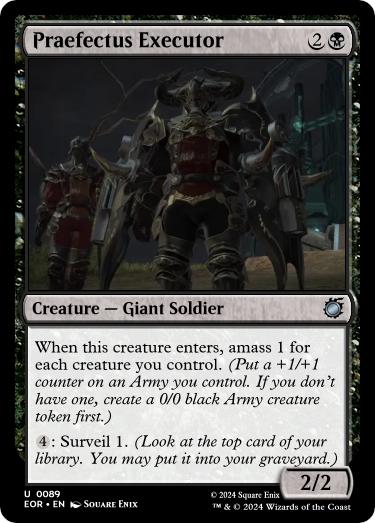 Praefectus Executor 2
Creature — Giant Soldier
When this creature enters, amass 1 for
each creature you control. (Put a +1/+1
counter on an Army you control. If you don't
have one, create a 0/0 black Army creature
token first.)
4: Surveil 1. (Look at the top card of your
library. You may put it into your graveyard.)
2/2
U 0089
EOR • EN Square Enix
© 2024 Square Enix
™ & © 2024 Wizards of the Coast